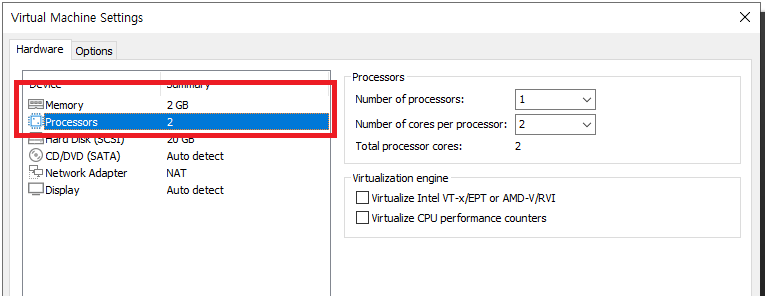 Virtual Machine Settings
Hardware Options
Device Summary
Memory 2 GB
Processors 2
Hard Disk (SCSI) 20 GB
CD/DVD (SATA) Auto detect
Network Adapter NAT
Display Auto detect
Processors
Number of processors: 1
Number of cores per processor: 2
Total processor cores: 2
Virtualization engine
Virtualize Intel VT-x/EPT or AMD-V/RVI
Virtualize CPU performance counters